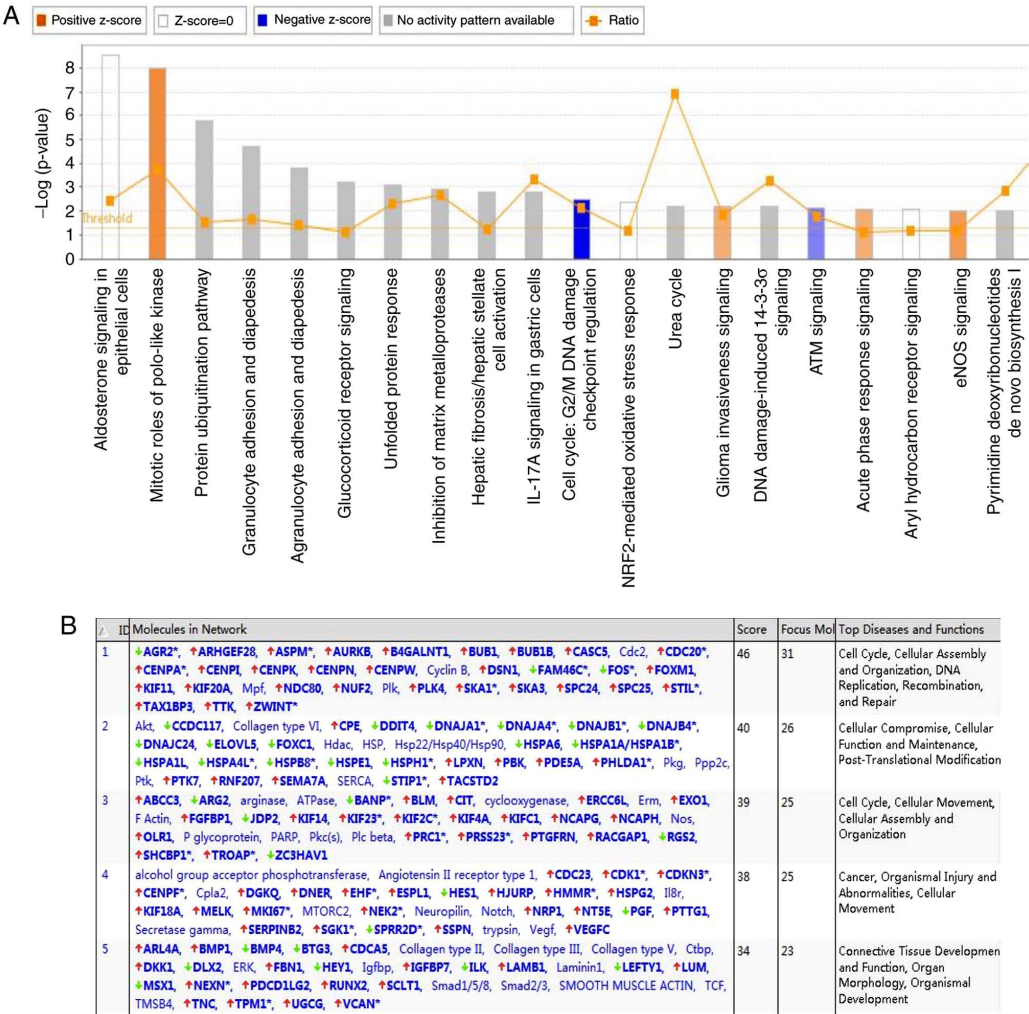 A
Positive z-score
Z-score=0
Negative z-score
No activity pattern available
Ratio
−Log (p-value)
8
7
6
5
4
3
2
1
0
Threshold
Aldosterone signaling in
epithelial cells
Mitotic roles of polo-like kinase
Protein ubiquitination pathway
Granulocyte adhesion and diapedesis
Agranulocyte adhesion and diapedesis
Glucocorticoid receptor signaling
Unfolded protein response
Inhibition of matrix metalloproteases
Hepatic fibrosis/hepatic stellate
cell activation
IL-17A signaling in gastric cells
Cell cycle: G2/M DNA damage
checkpoint regulation
NRF2-mediated oxidative stress response
Urea cycle
Glioma invasiveness signaling
DNA damage-induced 14-3-3σ
signaling
ATM signaling
Acute phase response signaling
Aryl hydrocarbon receptor signaling
eNOS signaling
Pyrimidine deoxyribonucleotides
de novo biosynthesis I
B
ID Molecules in Network Score Focus Mol Top Diseases and Functions
1 ↓AGR2*, ↑ARHGEF28, ↑ASPM*, ↑AURKB, ↑B4GALNT1, ↑BUB1, ↑BUB1B, ↑CASC5, Cdc2, ↑CDC20*, 46 31 Cell Cycle, Cellular Assembly
↑CENPA*, ↑CENPI, ↑CENPK, ↑CENPN, ↑CENPW, Cyclin B, ↑DSN1, ↓FAM46C*, ↓FOS*, ↑FOXM1, and Organization, DNA
↑KIF11, ↑KIF20A, Mpf, ↑NDC80, ↑NUF2, Plk, ↑PLK4, ↑SKA1*, ↑SKA3, ↑SPC24, ↑SPC25, ↑STIL*, Replication, Recombination,
↑TAX1BP3, ↑TTK, ↑ZWINT* and Repair
2 Akt, ↓CCDC117, Collagen type VI, ↑CPE, ↓DDIT4, ↓DNAJA1*, ↓DNAJA4*, ↓DNAJB1*, ↓DNAJB4*, 40 26 Cellular Compromise, Cellular
↓DNAJC24, ↓ELOVL5, ↓FOXC1, Hdac, HSP, Hsp22/Hsp40/Hsp90, ↓HSPA6, ↓HSPA1A/HSPA1B*, Function and Maintenance,
↓HSPA1L, ↓HSPA4L*, ↓HSPB8*, ↓HSPE1, ↓HSPH1*, ↑LPXN, ↑PBK, ↑PDE5A, ↑PHLDA1*, Pkg, Ppp2c, Post-Translational Modification
Ptk, ↑PTK7, ↑RNF207, ↑SEMA7A, SERCA, ↓STIP1*, ↑TACSTD2
3 ↑ABCC3, ↓ARG2, arginase, ATPase, ↓BANP*, ↑BLM, ↑CIT, cyclooxygenase, ↑ERCC6L, Erm, ↑EXO1, 39 25 Cell Cycle, Cellular Movement,
F Actin, ↑FGFBP1, ↓JDP2, ↑KIF14, ↑KIF23*, ↑KIF2C*, ↑KIF4A, ↑KIFC1, ↑NCAPG, ↑NCAPH, Nos, Cellular Assembly and
↑OLR1, P glycoprotein, PARP, Pkc(s), Plc beta, ↑PRC1*, ↑PRSS23*, ↑PTGFRN, ↑RACGAP1, ↓RGS2, Organization
↑SHCBP1*, ↑TROAP*, ↓ZC3HAV1
4 alcohol group acceptor phosphotransferase, Angiotensin II receptor type 1, ↑CDC23, ↑CDK1*, ↑CDKN3*, 38 25 Cancer, Organismal Injury and
↑CENPF*, Cpla2, ↑DGKQ, ↑DNER, ↑EHF*, ↑ESPL1, ↓HES1, ↑HJURP, ↑HMMR*, ↑HSPG2, Il8r, Abnormalities, Cellular
↑KIF18A, ↑MELK, ↑MKI67*, MTORC2, ↑NEK2*, Neuropilin, Notch, ↑NRP1, ↑NT5E, ↓PGF, ↑PTTG1, Movement
Secretase gamma, ↑SERPINB2, ↑SGK1*, ↓SPRR2D*, ↑SSPN, trypsin, Vegf, ↑VEGFC
5 ↑ARL4A, ↑BMP1, ↓BMP4, ↓BTG3, ↑CDCA5, Collagen type II, Collagen type III, Collagen type V, Ctbp, 34 23 Connective Tissue Developmen
↑DKK1, ↓DLX2, ERK, ↑FBN1, ↓HEY1, Igfbp, ↑IGFBP7, ↓ILK, ↑LAMB1, Laminin1, ↓LEFTY1, ↑LUM, and Function, Organ
↓MSX1, ↑NEXN*, ↑PDCD1LG2, ↑RUNX2, ↑SCLT1, Smad1/5/8, Smad2/3, SMOOTH MUSCLE ACTIN, TCF, Morphology, Organismal
TMSB4, ↑TNC, ↑TPM1*, ↑UGCG, ↑VCAN* Development